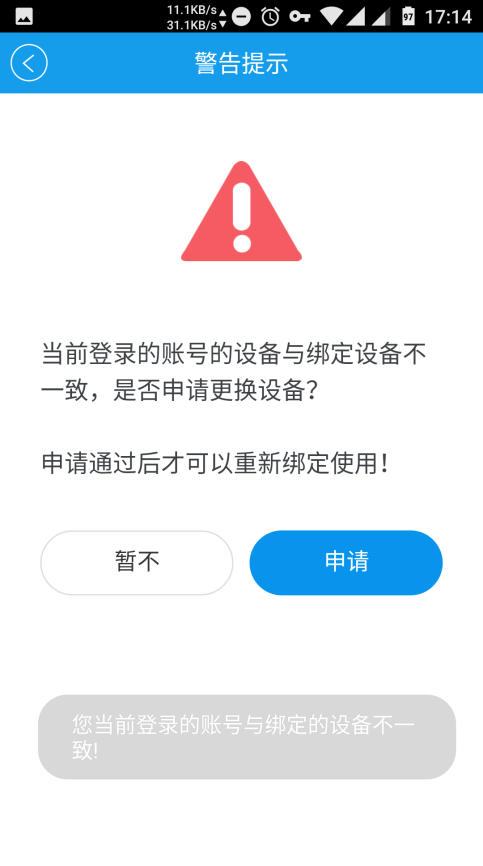 11.1KB/s
31.1KB/s
97
17:14
警告提示
当前登录的账号的设备与绑定设备不
一致，是否申请更换设备？
申请通过后才可以重新绑定使用！
暂不
申请
您当前登录的账号与绑定的设备不一
致!